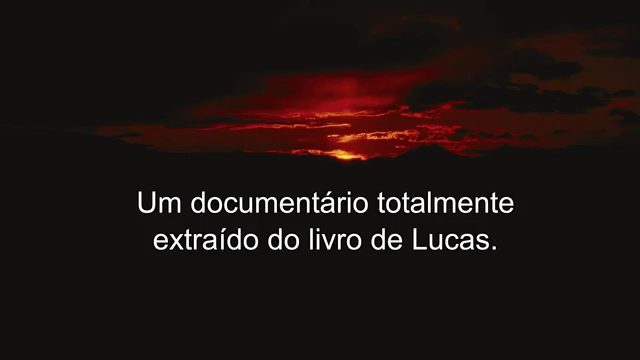 Um documentário totalmente
extraído do livro de Lucas.